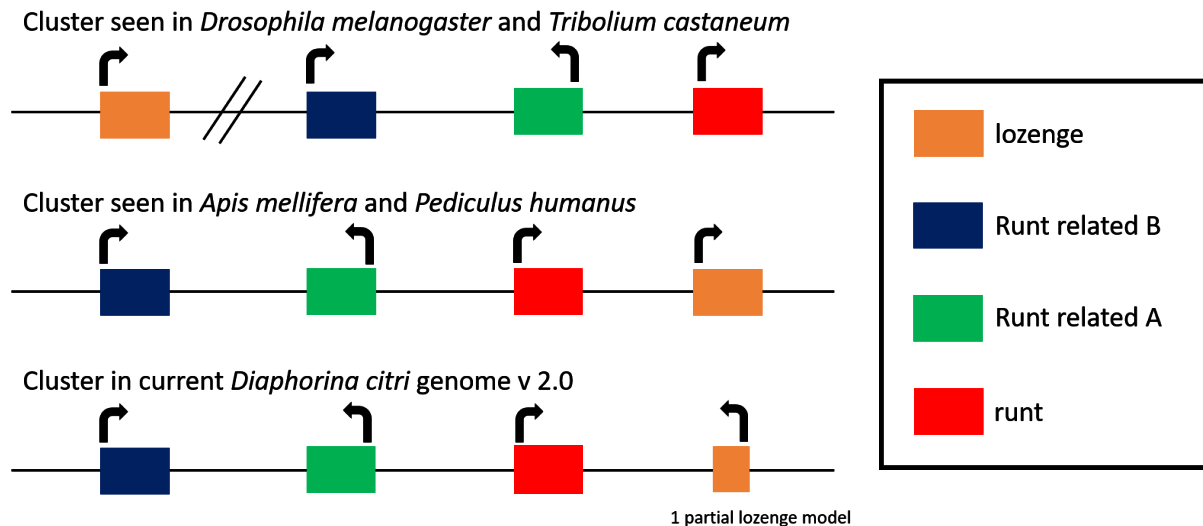 Cluster seen in Drosophila melanogaster and Tribolium castaneum
lozenge
Runt related B
Cluster seen in Apis mellifera and Pediculus humanus
Runt related A
Cluster in current Diaphorina citri genome v 2.0
runt
1 partial lozenge model